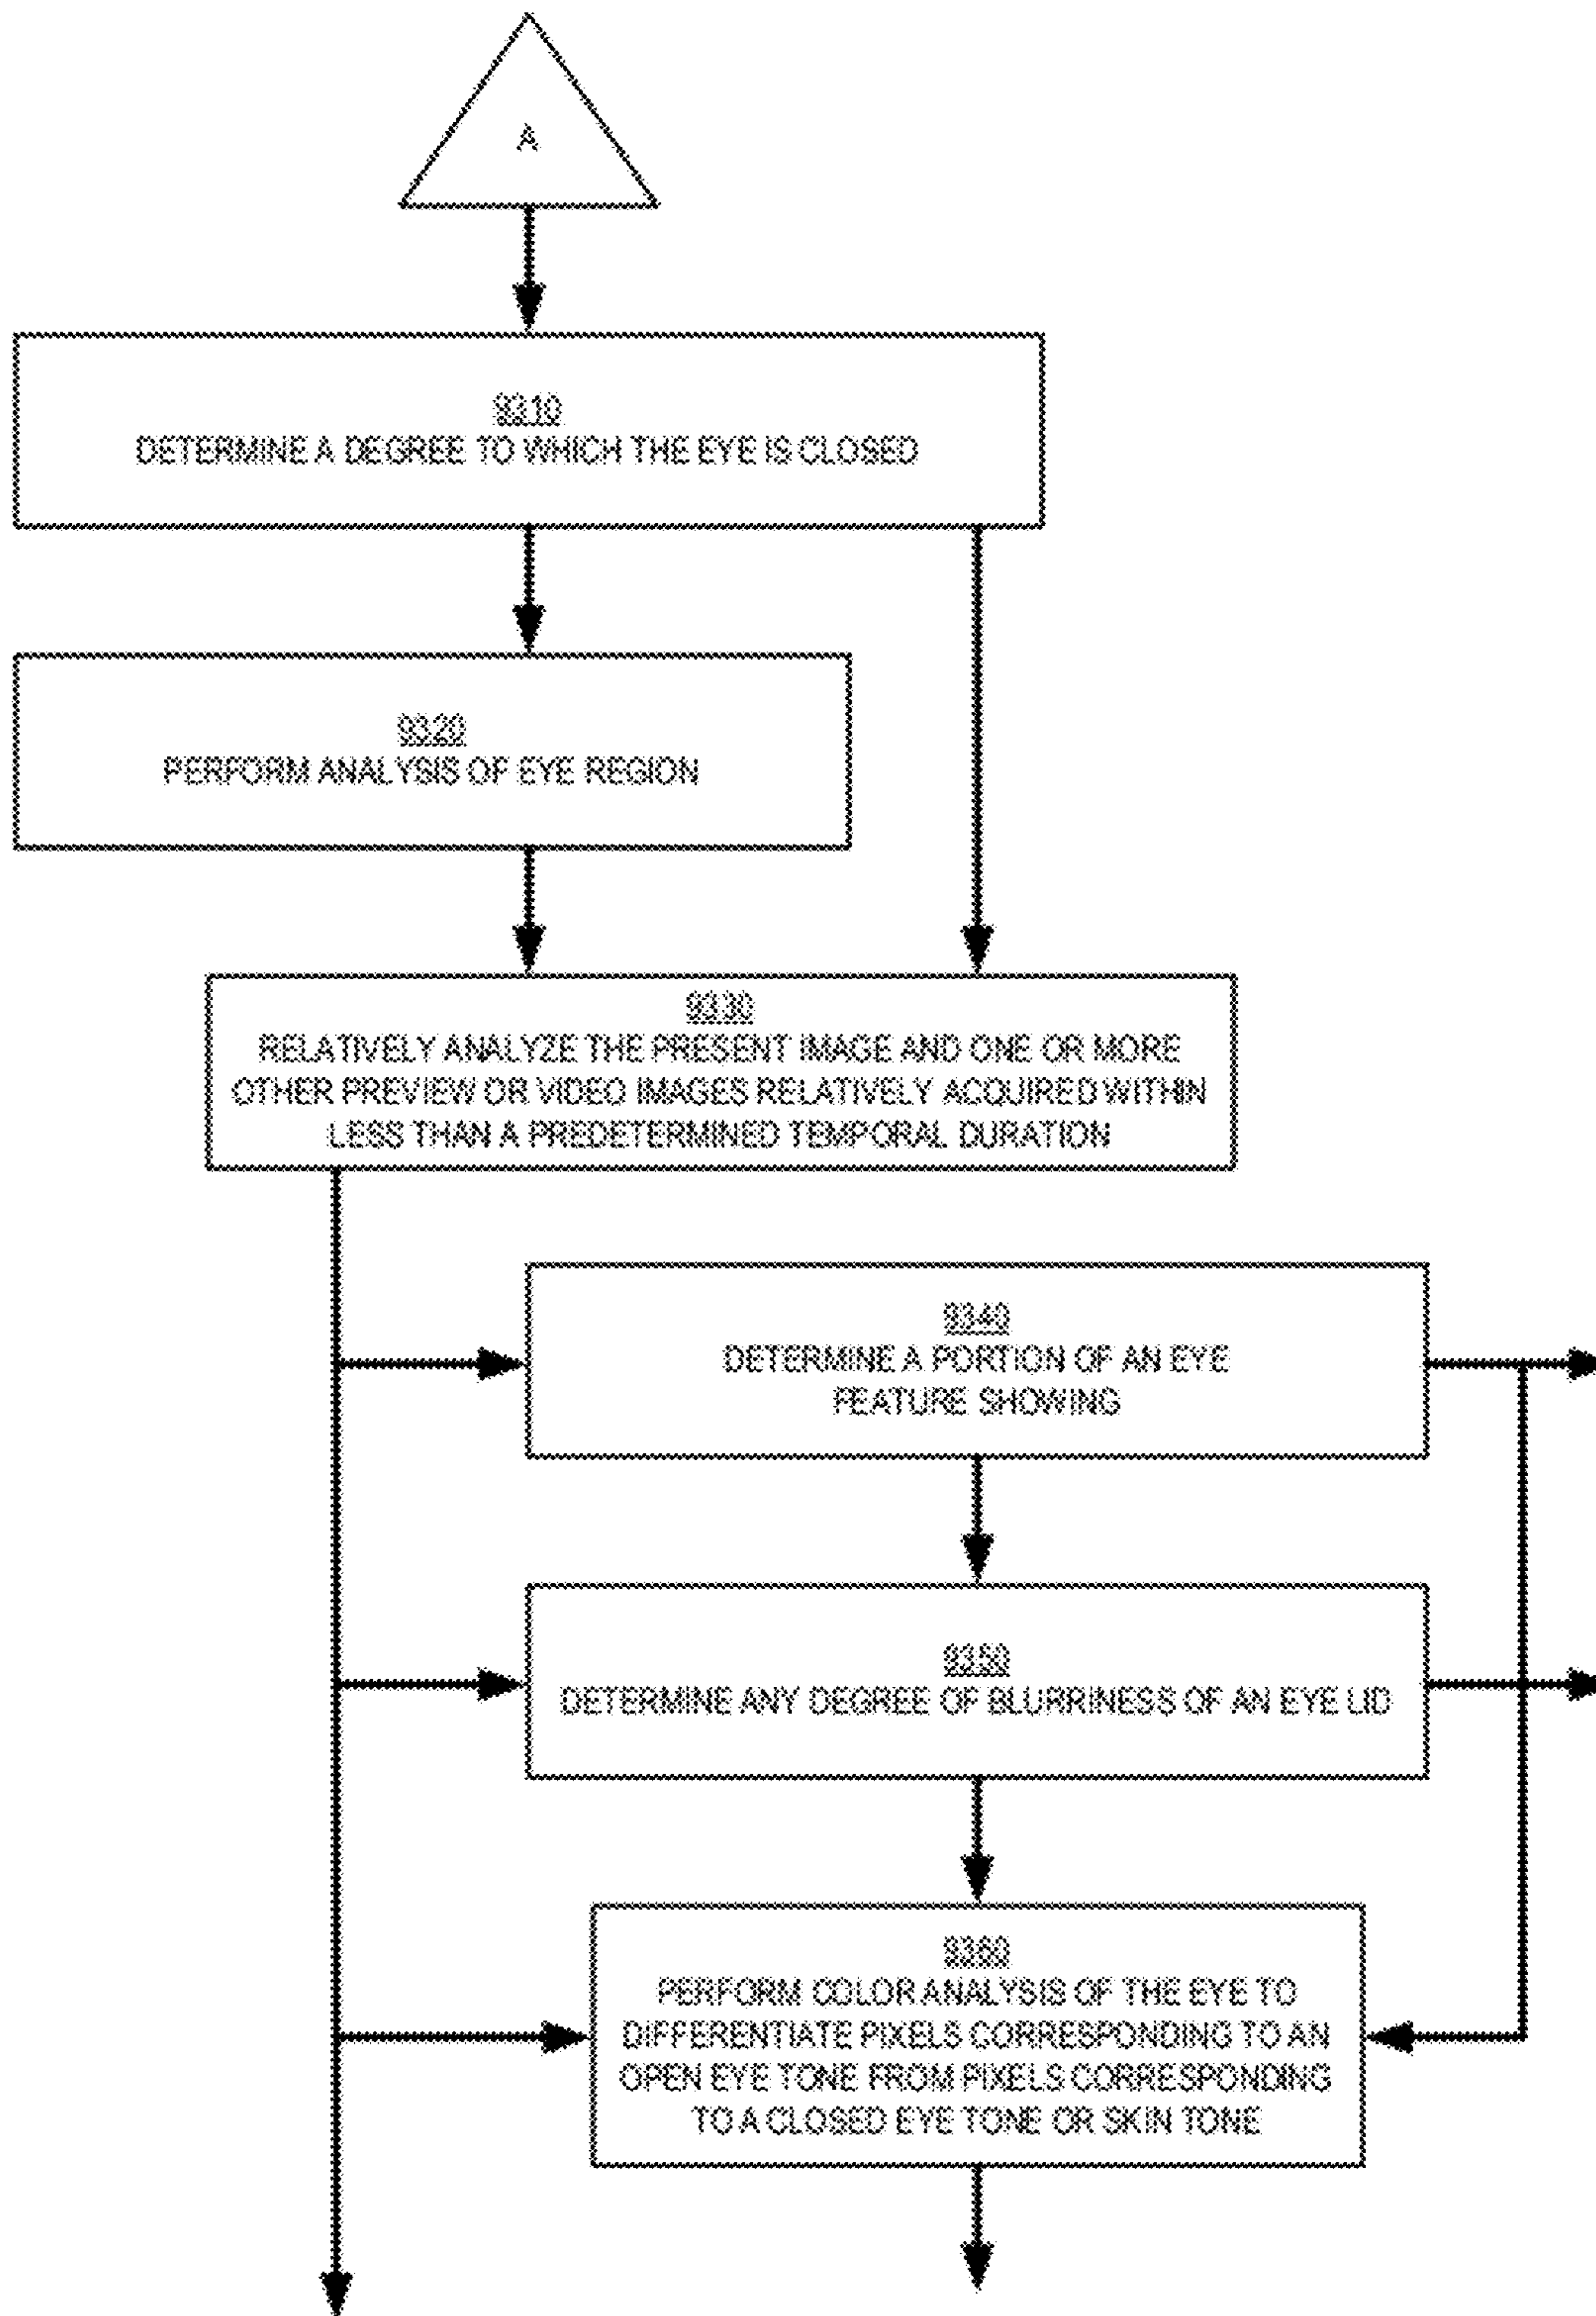 A
9310
DETERMINE A DEGREE TO WHICH THE EYE IS CLOSED
9320
PERFORM ANALYSIS OF EYE REGION
9330
RELATIVELY ANALYZE THE PRESENT IMAGE AND ONE OR MORE
OTHER PREVIEW OR VIDEO IMAGES RELATIVELY ACQUIRED WITHIN
LESS THAN A PREDETERMINED TEMPORAL DURATION
9340
DETERMINE A PORTION OF AN EYE
FEATURE SHOWING
9350
DETERMINE ANY DEGREE OF BLURRINESS OF AN EYE LID
9360
PERFORM COLOR ANALYSIS OF THE EYE TO
DIFFERENTIATE PIXELS CORRESPONDING TO AN
OPEN EYE TONE FROM PIXELS CORRESPONDING
TO A CLOSED EYE TONE OR SKIN TONE